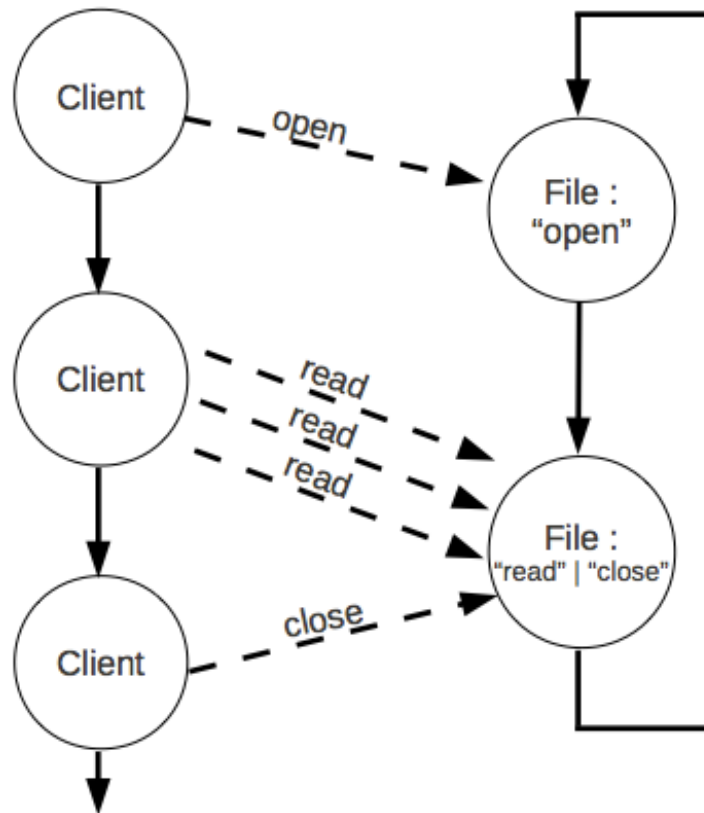 Client
open
File :
“open”
Client
read
read
read
File :
“read” | “close”
close
Client